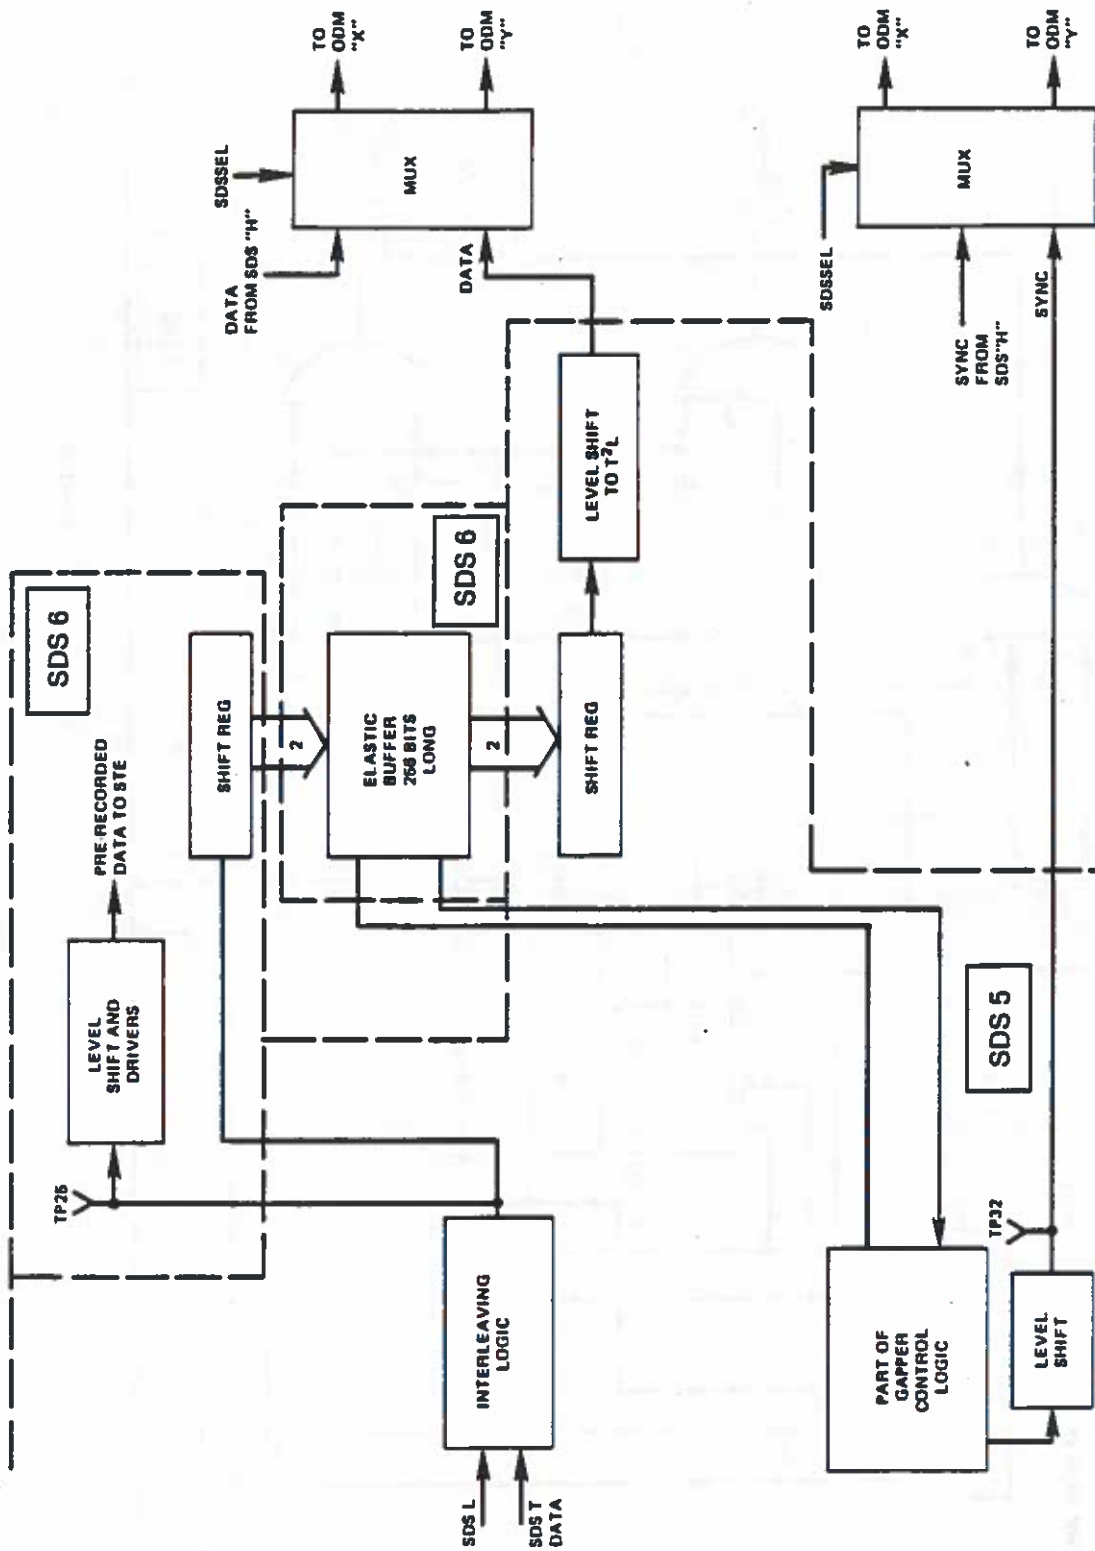 SDS 6
PRE-RECORDED
DATA TO STE
LEVEL
SHIFT AND
DRIVERS
TP25
SHIFT REG
2
ELASTIC
BUFFER
256 BITS
LONG
SDS 6
2
SHIFT REG
LEVEL SHIFT
TO T²L
INTERLEAVING
LOGIC
SDS L
SDS T
DATA
DATA
FROM SDS "H"
SDSSEL
DATA
MUX
TO
ODM
"X"
TO
ODM
"Y"
PART OF
GAPPER
CONTROL
LOGIC
LEVEL
SHIFT
TP32
SDS 5
SDSSEL
SYNC
FROM
SDS "H"
SYNC
MUX
TO
ODM
"X"
TO
ODM
"Y"